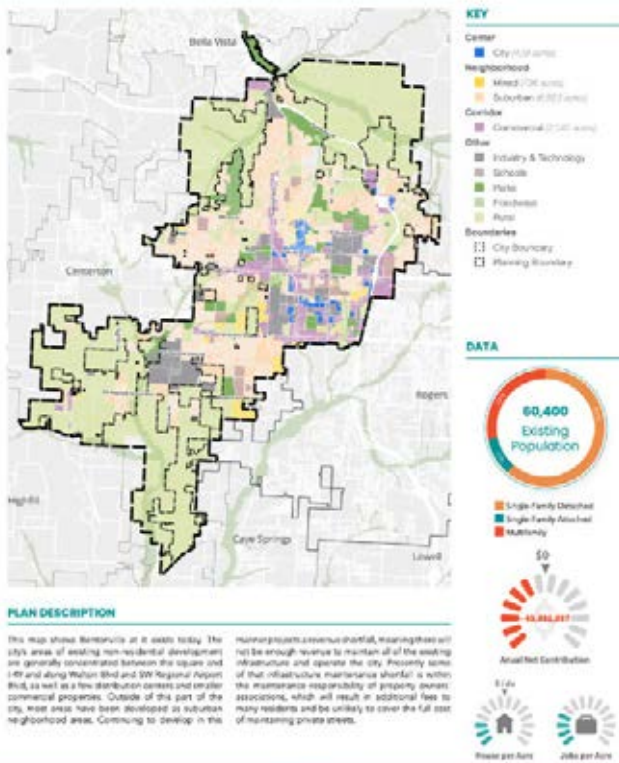 KEY
Center
City
Neighborhood
Mixed
Suburban
Corridor
Commercial
Other
Industry & Technology
Schools
Parks
Floodways
Rural
Boundaries
City Boundary
Planning Boundary
Bella Vista
Centerton
Rogers
Highfill
Cave Springs
Lowell
DATA
60,400
Existing
Population
Single-Family Detached
Single-Family Attached
Multifamily
$0
Anual Net Contribution
House per Acre
Jobs per Acre
PLAN DESCRIPTION
This map shows Bentonville at it exists today. The
city's areas of existing non-residential development
are generally concentrated between the square and
I-49 and along Walton Blvd and SW Regional Airport
Blvd, as well as a few distribution centers and smaller
commercial properties. Outside of this part of the
city, most areas have been developed as suburban
neighborhood areas. Continuing to develop in this
manner projects a revenue shortfall, meaning there will
not be enough revenue to maintain all of the existing
infrastructure and operate the city. Presently some
of that infrastructure maintenance shortfall is within
the maintenance responsibility of property owners'
associations, which will result in additional fees to
many residents and be unlikely to cover the full cost
of maintaining private streets.